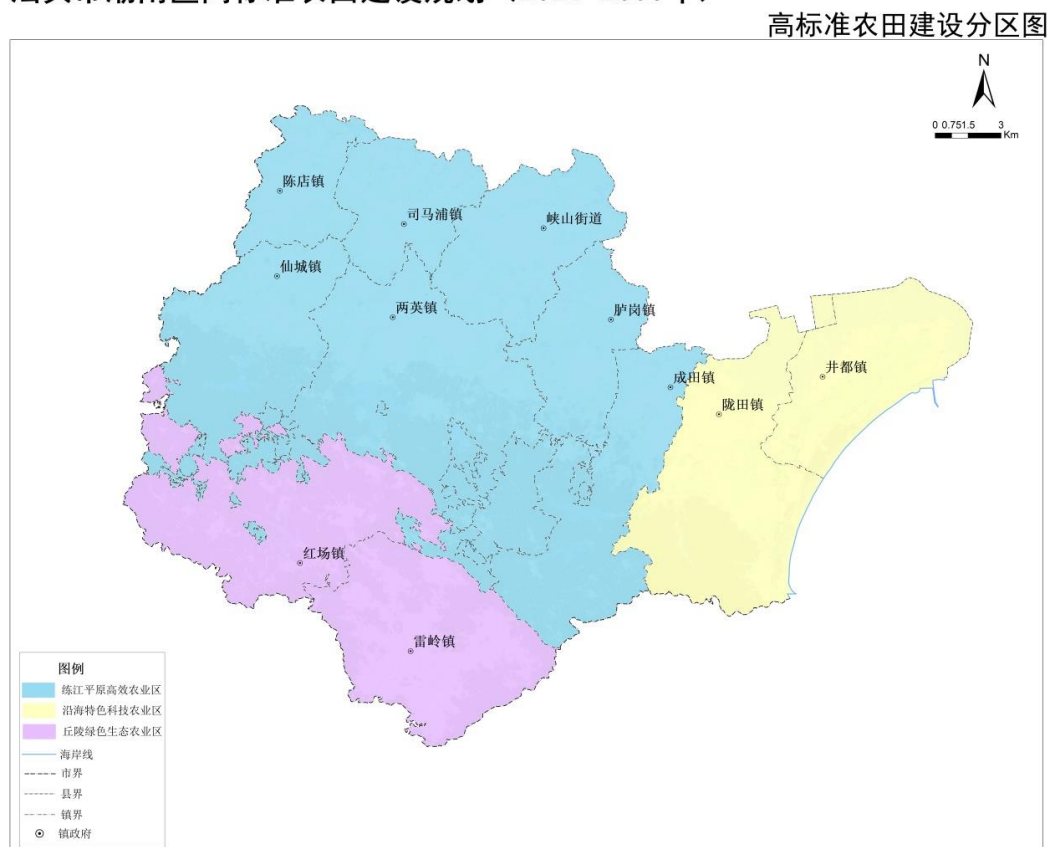 高标准农田建设分区图
N
0 0.751.5 3
Km
陈店镇
司马浦镇
峡山街道
仙城镇
两英镇
胪岗镇
成田镇
井都镇
陇田镇
红场镇
雷岭镇
图例
练江平原高效农业区
沿海特色科技农业区
丘陵绿色生态农业区
海岸线
市界
县界
镇界
镇政府